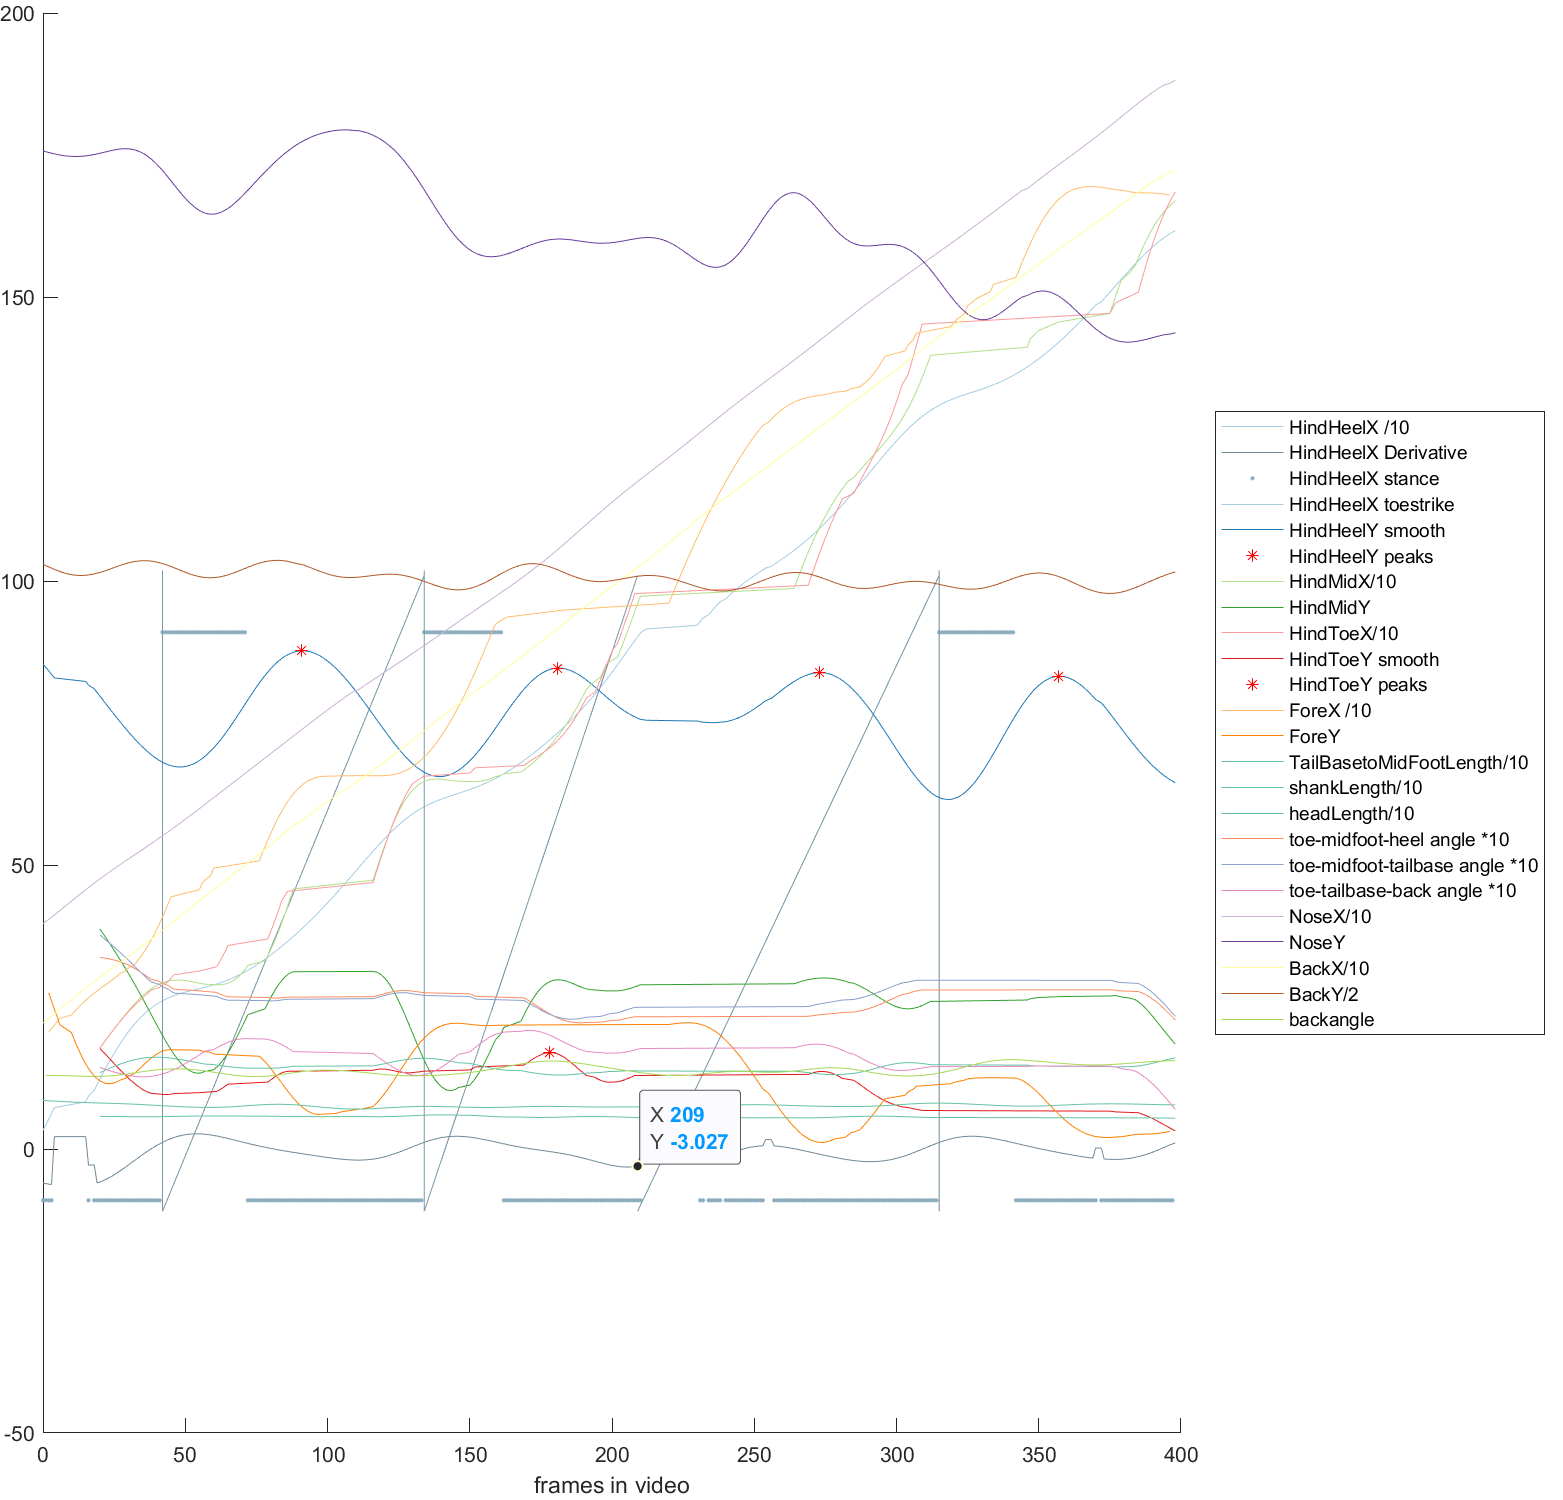 200
150
100
50
0
-50
0 50 100 150 200 250 300 350 400
frames in video
X 209
Y -3.027
HindHeelX /10
HindHeelX Derivative
HindHeelX stance
HindHeelX toestrike
HindHeelY smooth
HindHeelY peaks
HindMidX/10
HindMidY
HindToeX/10
HindToeY smooth
HindToeY peaks
ForeX /10
ForeY
TailBasetoMidFootLength/10
shankLength/10
headLength/10
toe-midfoot-heel angle *10
toe-midfoot-tailbase angle *10
toe-tailbase-back angle *10
NoseX/10
NoseY
BackX/10
BackY/2
backangle